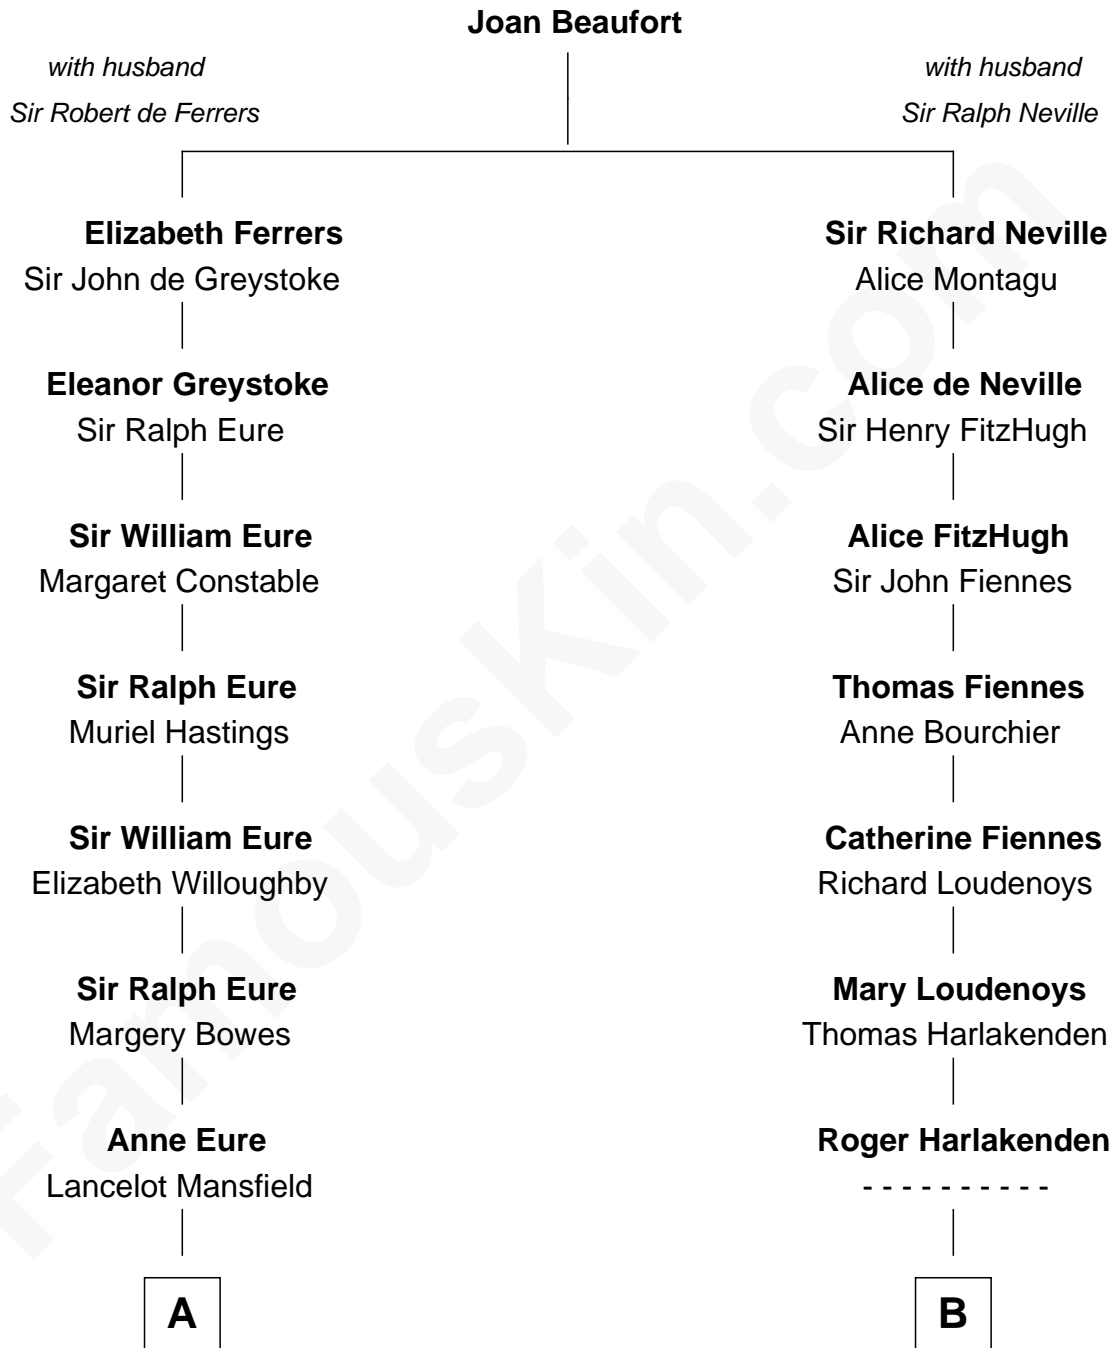 Joan Beaufort
with husband
Sir Robert de Ferrers
with husband
Sir Ralph Neville
Elizabeth Ferrers
Sir John de Greystoke
Sir Richard Neville
Alice Montagu
Eleanor Greystoke
Sir Ralph Eure
Alice de Neville
Sir Henry FitzHugh
Sir William Eure
Margaret Constable
Alice FitzHugh
Sir John Fiennes
Sir Ralph Eure
Muriel Hastings
Thomas Fiennes
Anne Bourchier
Sir William Eure
Elizabeth Willoughby
Catherine Fiennes
Richard Loudenoys
Sir Ralph Eure
Margery Bowes
Mary Loudenoys
Thomas Harlakenden
Anne Eure
Lancelot Mansfield
Roger Harlakenden
- - - - - - - - - -
A
B
FamousKin.com